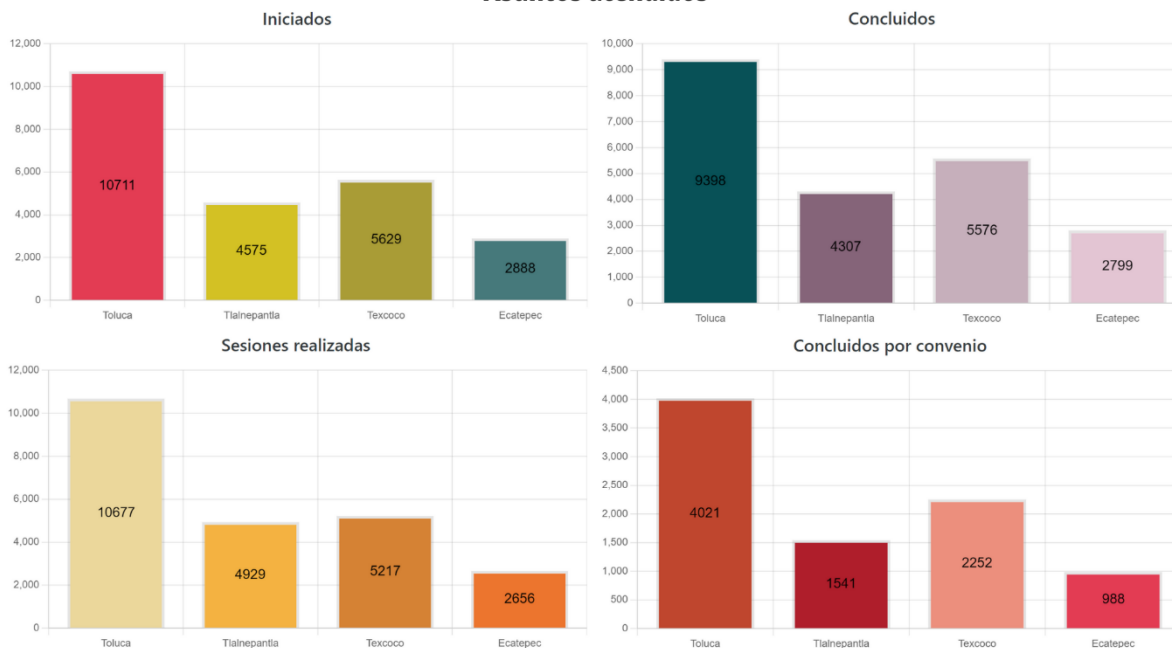 Iniciados
12,000
10,000
8,000
6,000
4,000
2,000
0
10711
4575
5629
2888
Toluca
Tlalnepantla
Texcoco
Ecatepec
Concluidos
10,000
9,000
8,000
7,000
6,000
5,000
4,000
3,000
2,000
1,000
0
9398
4307
5576
2799
Toluca
Tlalnepantla
Texcoco
Ecatepec
Sesiones realizadas
12,000
10,000
8,000
6,000
4,000
2,000
0
10677
4929
5217
2656
Toluca
Tlalnepantla
Texcoco
Ecatepec
Concluidos por convenio
4,500
4,000
3,500
3,000
2,500
2,000
1,500
1,000
500
0
4021
1541
2252
988
Toluca
Tlalnepantla
Texcoco
Ecatepec